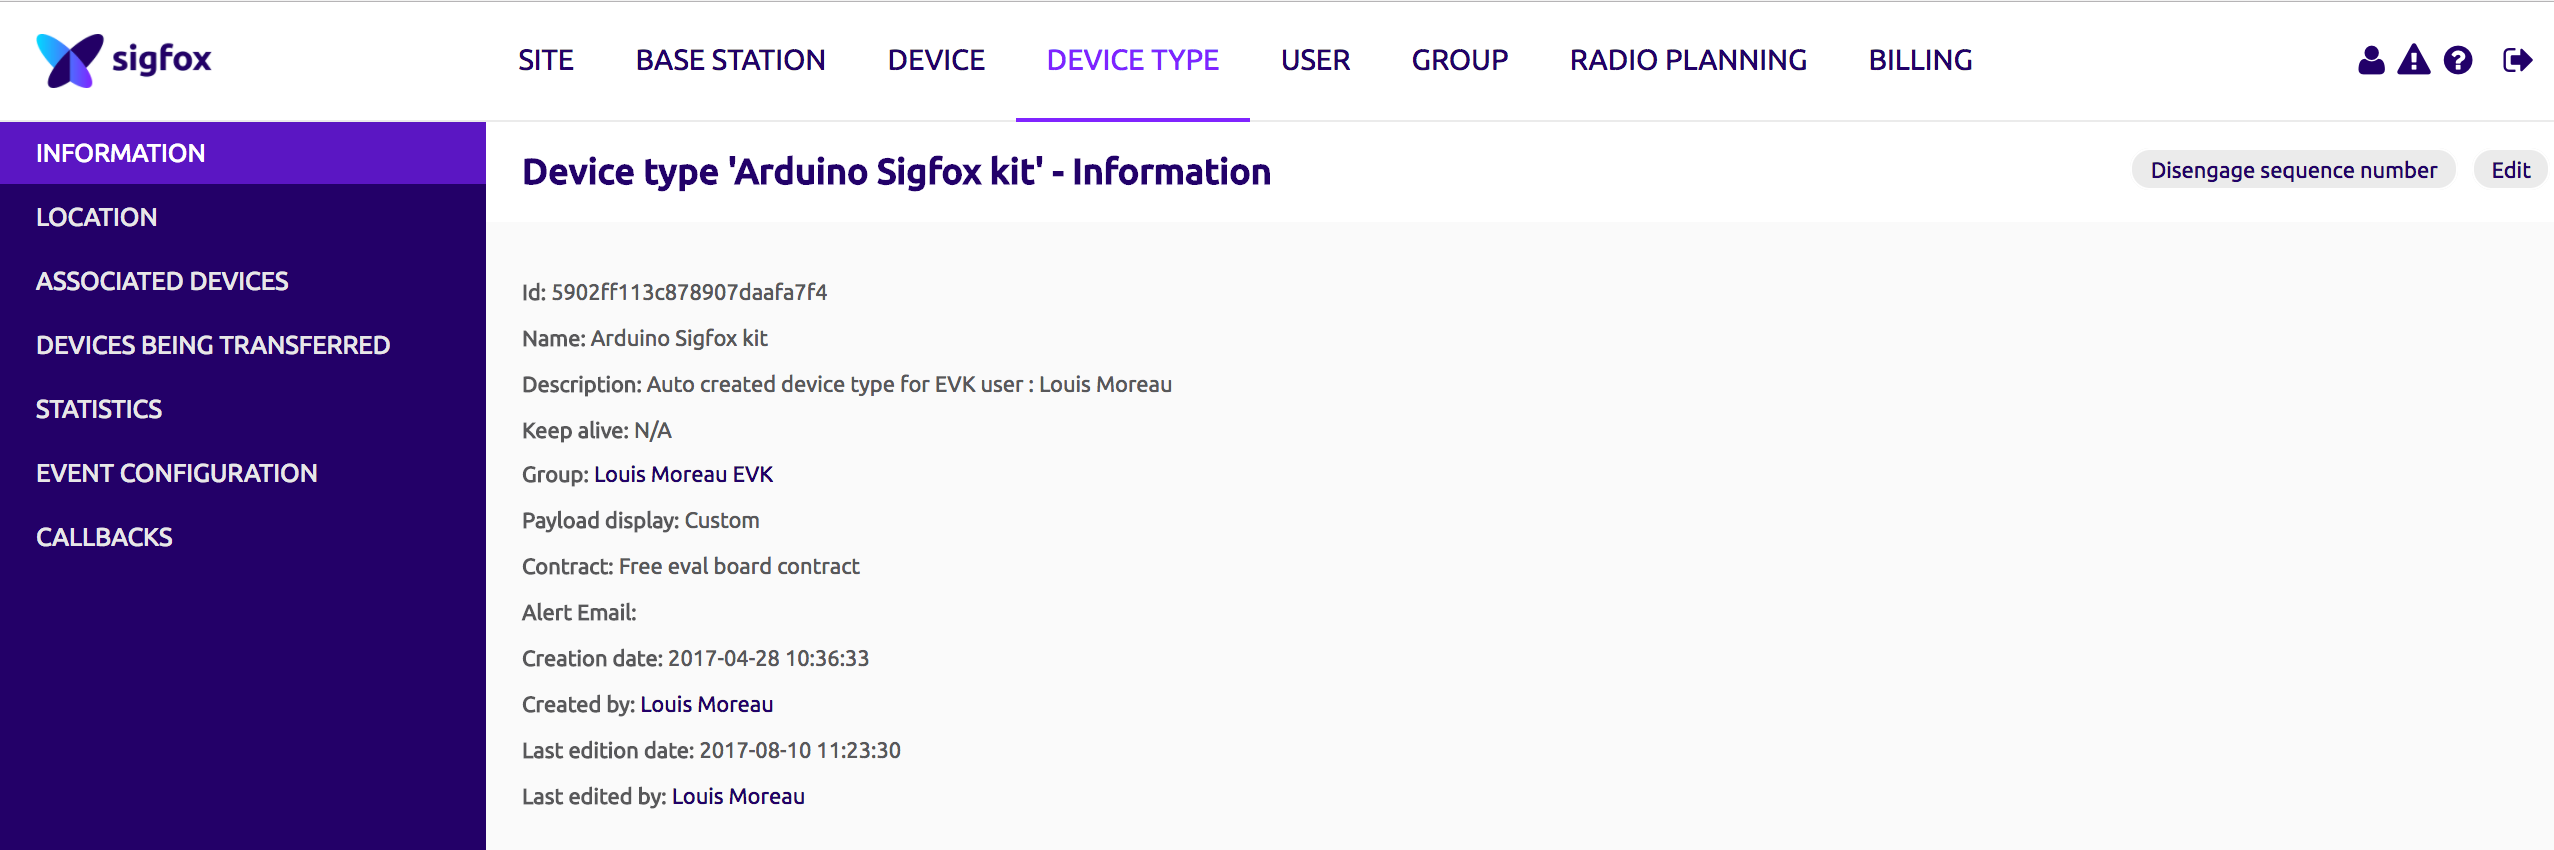 sigfox
SITE BASE STATION DEVICE DEVICE TYPE USER GROUP RADIO PLANNING BILLING
INFORMATION
LOCATION
ASSOCIATED DEVICES
DEVICES BEING TRANSFERRED
STATISTICS
EVENT CONFIGURATION
CALLBACKS
Device type 'Arduino Sigfox kit' - Information
Disengage sequence number Edit
Id: 5902ff113c878907daafa7f4
Name: Arduino Sigfox kit
Description: Auto created device type for EVK user : Louis Moreau
Keep alive: N/A
Group: Louis Moreau EVK
Payload display: Custom
Contract: Free eval board contract
Alert Email:
Creation date: 2017-04-28 10:36:33
Created by: Louis Moreau
Last edition date: 2017-08-10 11:23:30
Last edited by: Louis Moreau